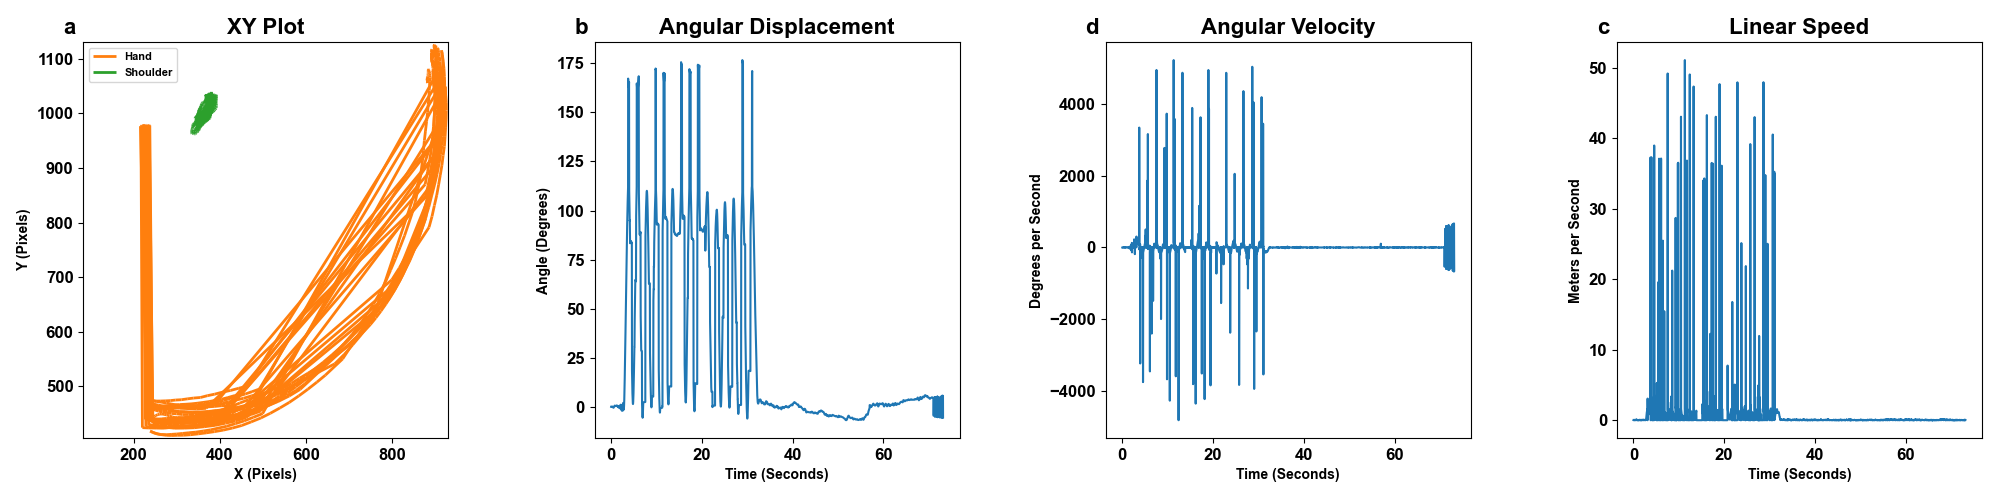 a XY Plot
Hand
Shoulder
1100
1000
900
800
700
600
500
Y (Pixels)
200 400 600 800
X (Pixels)
b Angular Displacement
175
150
125
100
75
50
25
0
Angle (Degrees)
0 20 40 60
Time (Seconds)
d Angular Velocity
4000
2000
0
−2000
−4000
Degrees per Second
0 20 40 60
Time (Seconds)
c Linear Speed
50
40
30
20
10
0
Meters per Second
0 20 40 60
Time (Seconds)